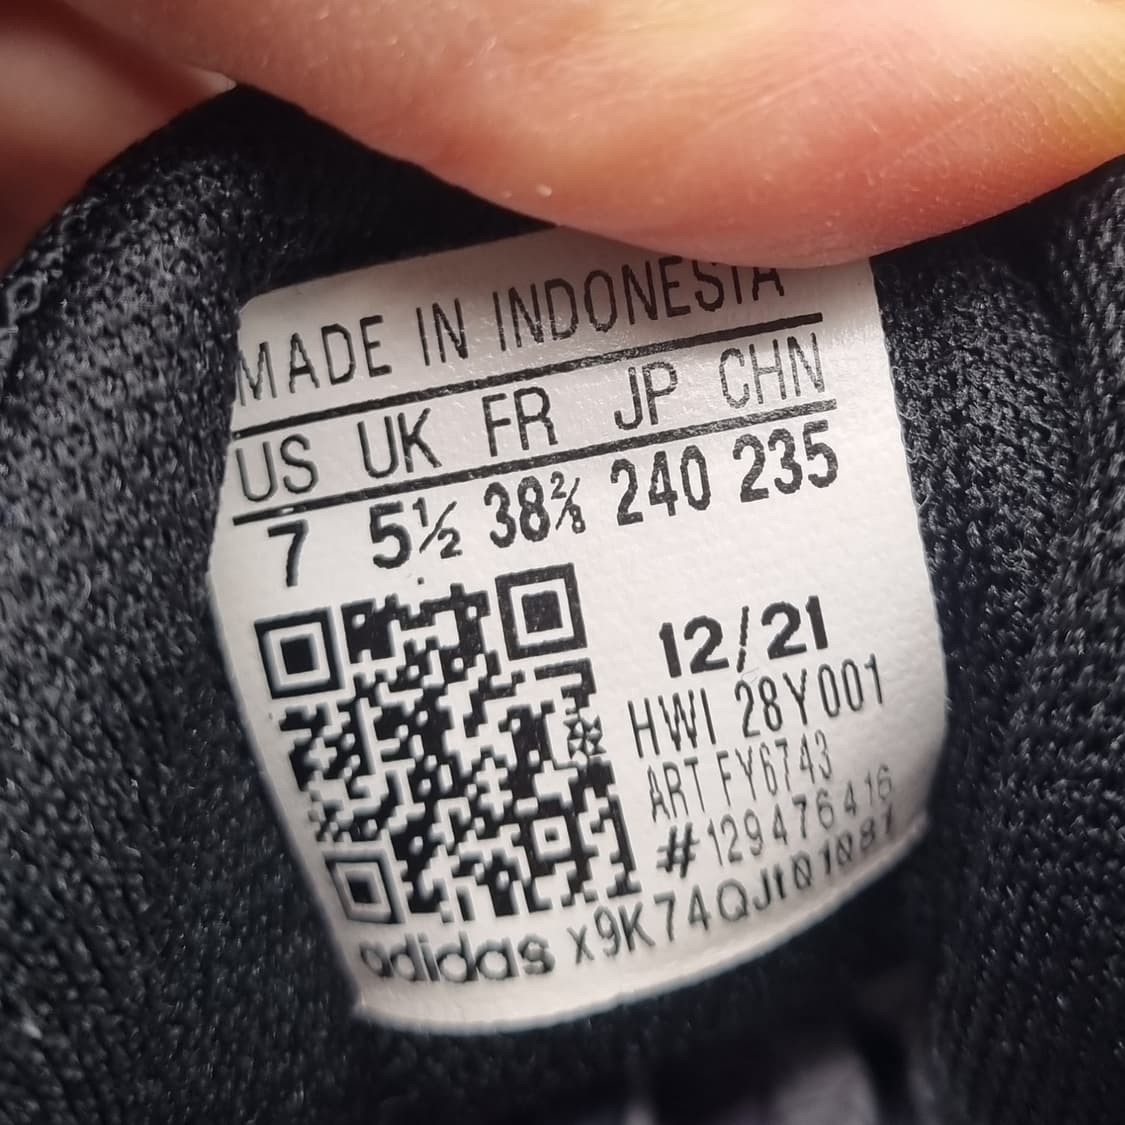 MADE IN INDONESIA
US UK FR JP CHN
7 5½ 38⅔ 240 235
12/21
HWI 28Y001
ART FY6743
#129476416
adidas x9K74QJt01087